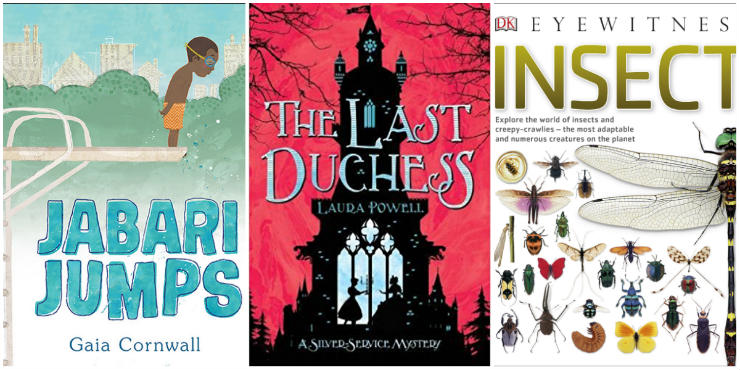 JABARI
JUMPS
Gaia Cornwall
THE LAST
DUCHESS
LAURA POWELL
A SILVER-SERVICE MYSTERY
DK EYEWITNES
INSECT
Explore the world of insects and
creepy-crawlies – the most adaptable
and numerous creatures on the planet